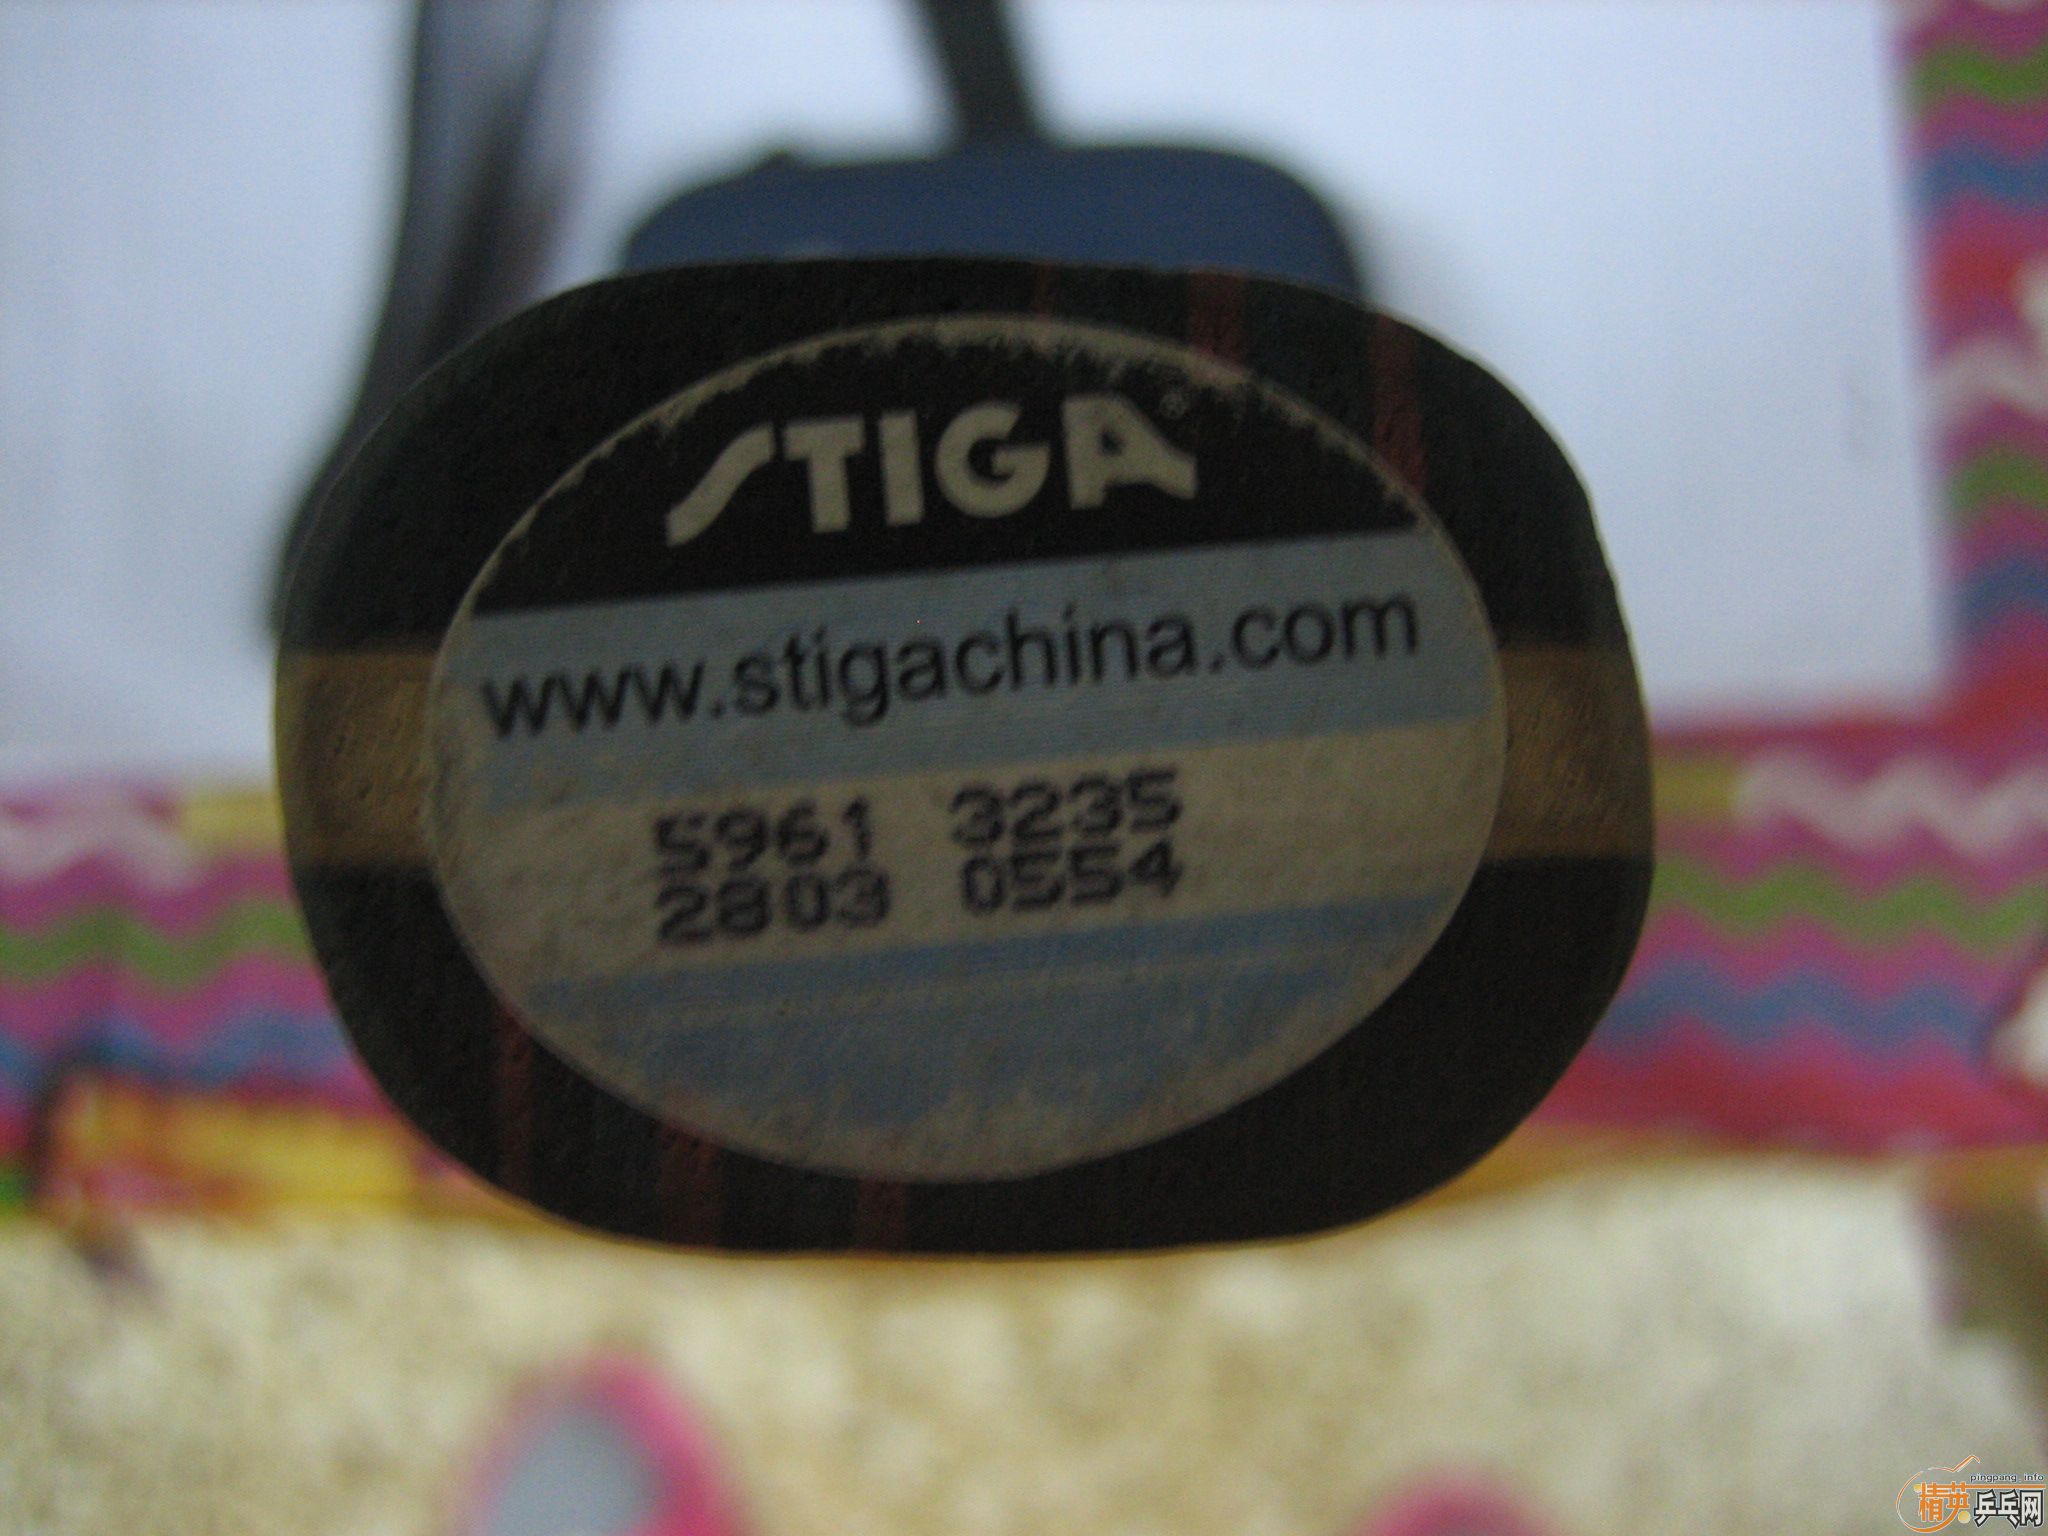 STIGA®
www.stigachina.com
5961 3235
2803 0554
pingpang.info
精英乒乓网